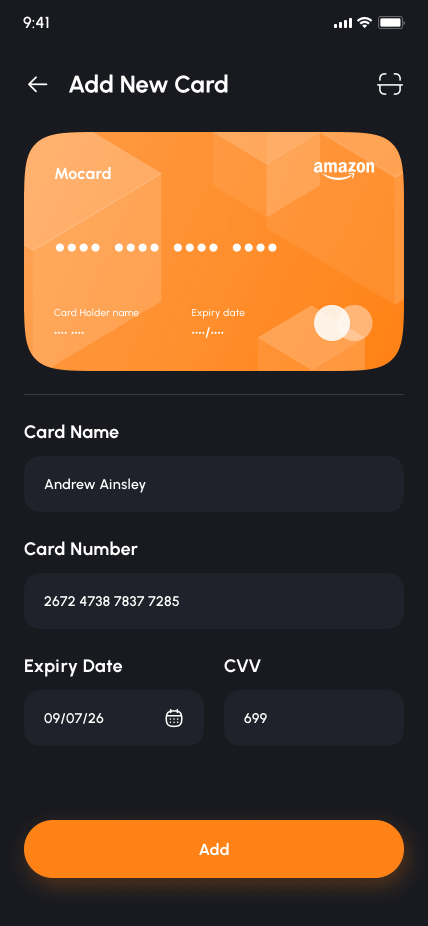 9:41
Add New Card
Mocard
amazon
•••• •••• •••• ••••
Card Holder name
Expiry date
•••• ••••
••••/••••
Card Name
Andrew Ainsley
Card Number
2672 4738 7837 7285
Expiry Date
CVV
09/07/26
699
Add